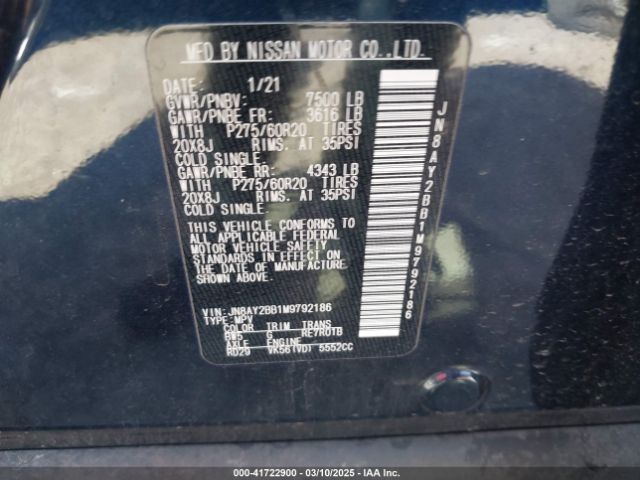 MFD BY NISSAN MOTOR CO.,LTD.
DATE: 1/21
GVWR/PNBV: 7500 LB
GAWR/PNBE FR: 3616 LB
WITH P275/60R20 TIRES
20X8J RIMS. AT 35PSI
COLD SINGLE.
GAWR/PNBE RR: 4343 LB
WITH P275/60R20 TIRES
20X8J RIMS. AT 35PSI
COLD SINGLE.
THIS VEHICLE CONFORMS TO
ALL APPLICABLE FEDERAL
MOTOR VEHICLE SAFETY
STANDARDS IN EFFECT ON
THE DATE OF MANUFACTURE
SHOWN ABOVE.
VIN: JN8AY2BB1M9792186
TYPE: MPV
COLOR TRIM TRANS
BW5 G RE7R01B
AXLE ENGINE
RD29 VK56(VD) 5552CC
JN8AY2BB1M9792186
000-41722900 - 03/10/2025 - IAA Inc.